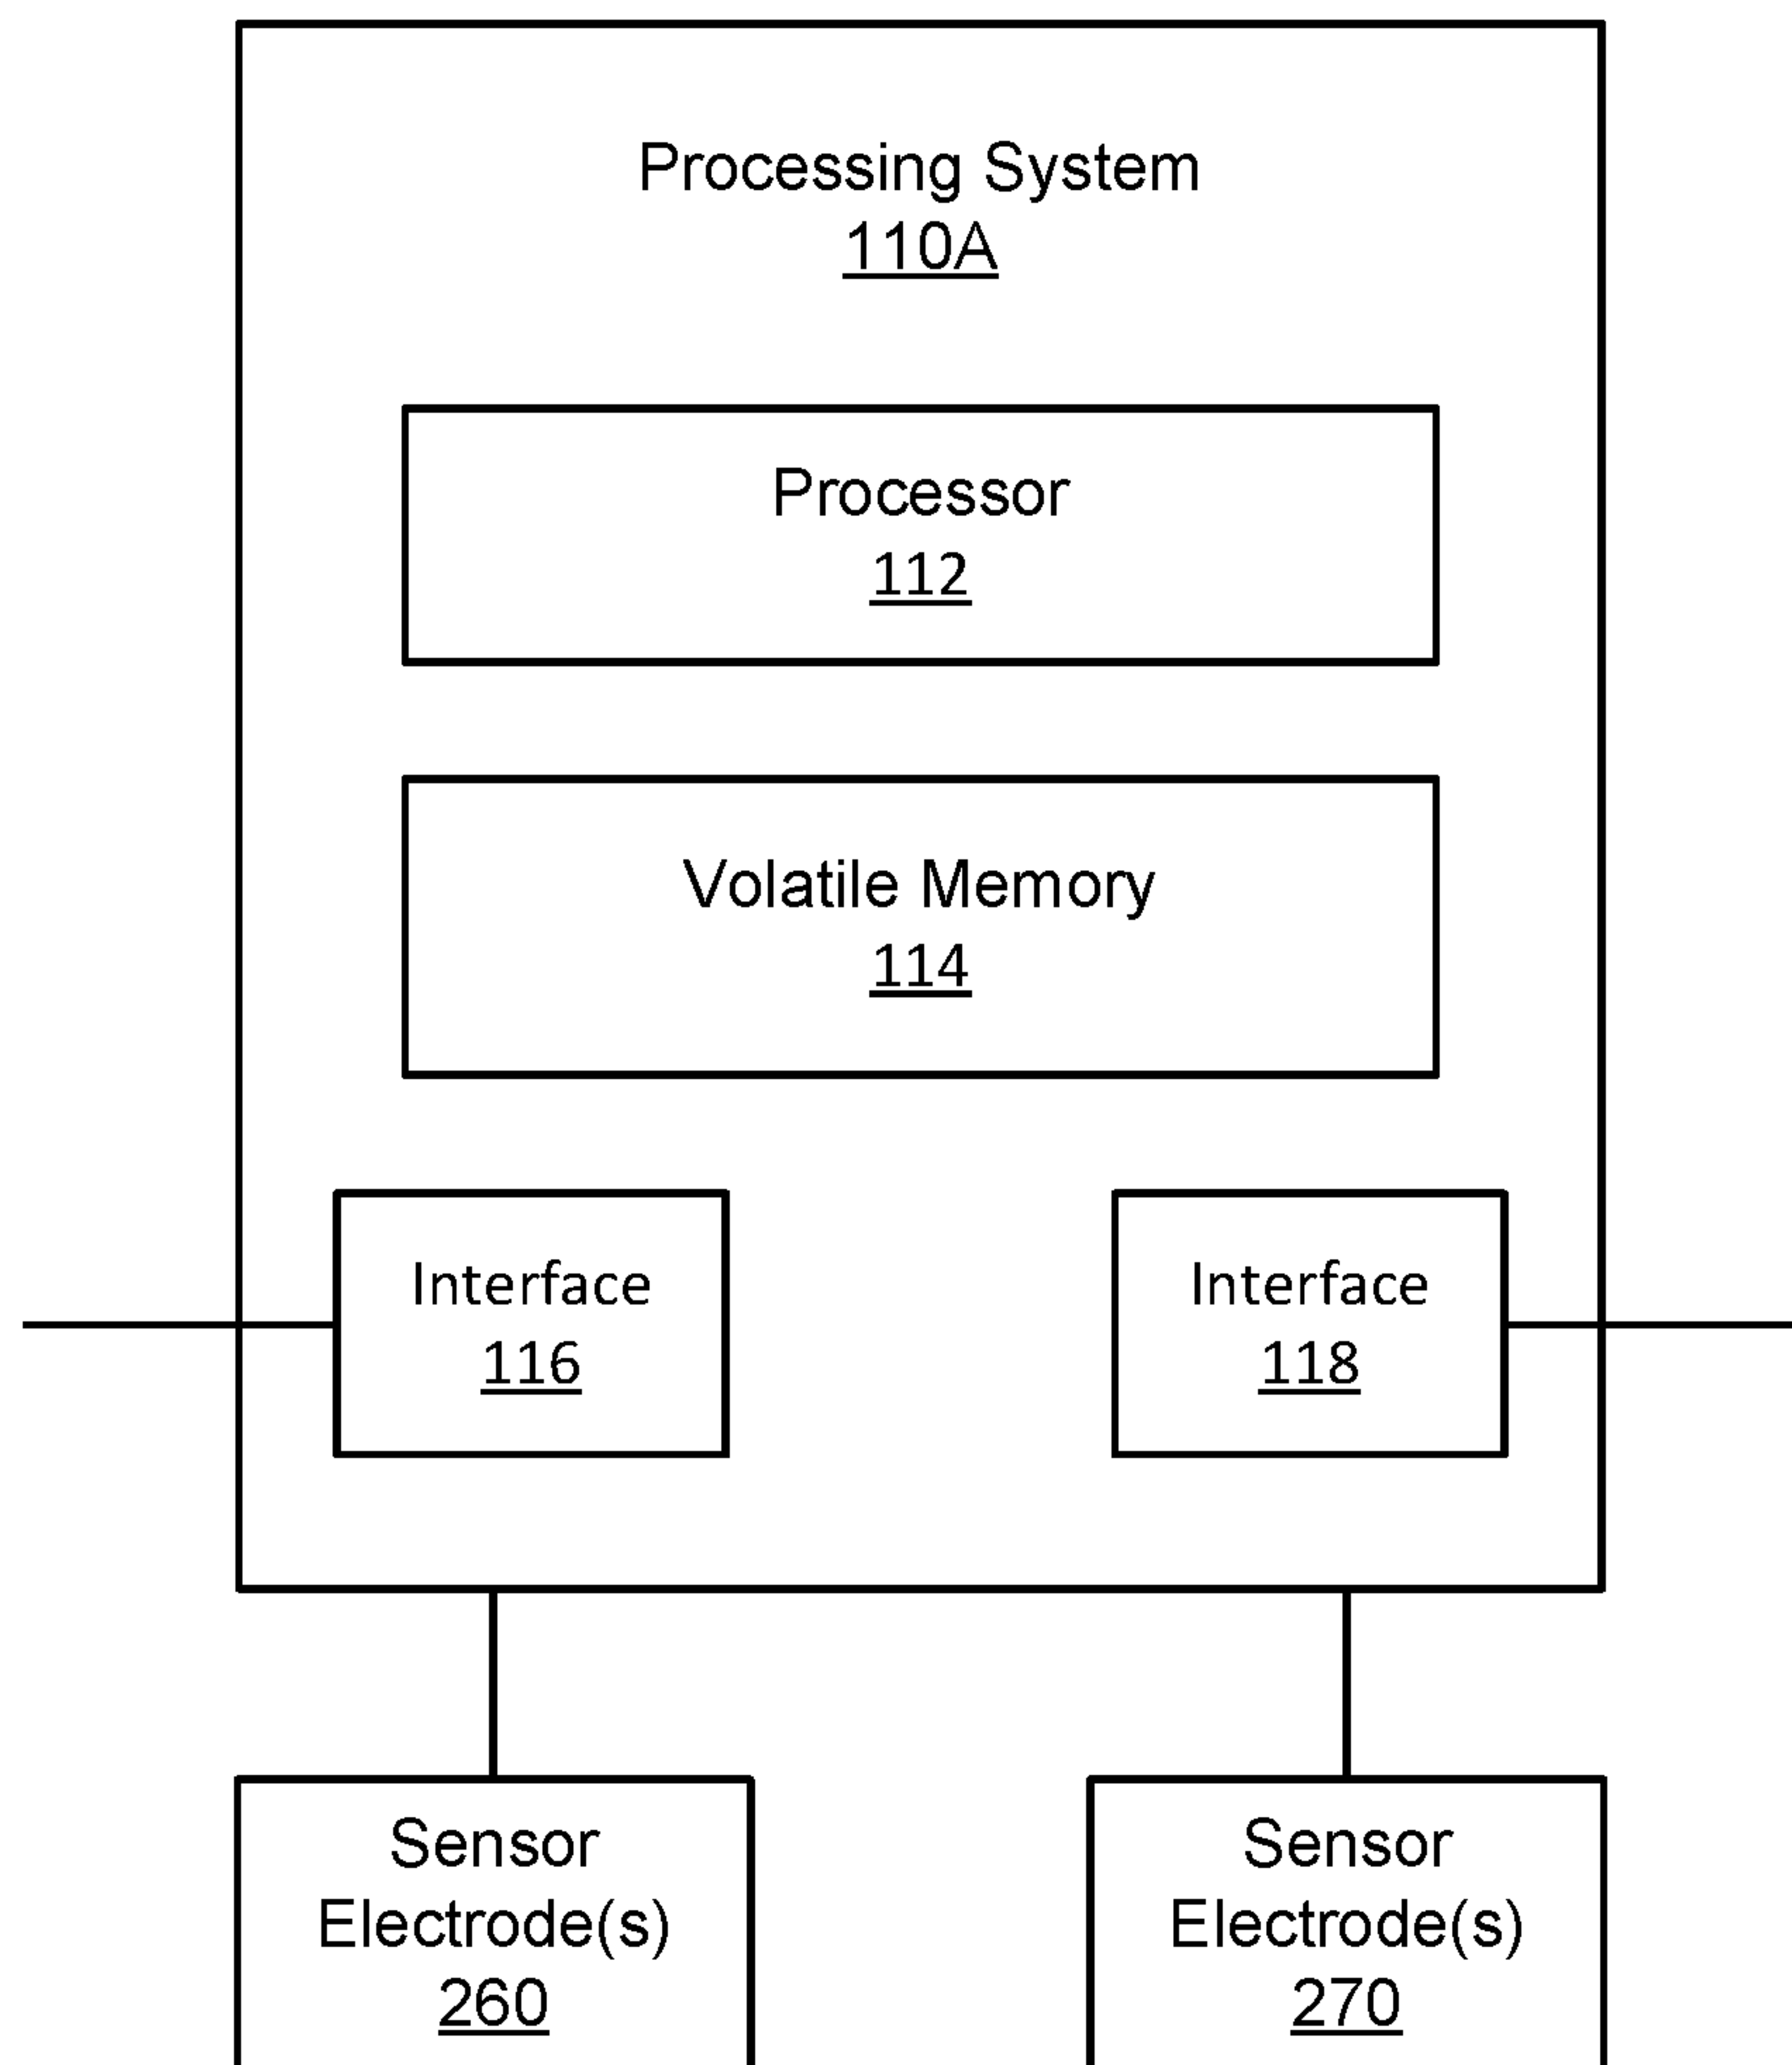 Processing System
110A
Processor
112
Volatile Memory
114
Interface
116
Interface
118
Sensor
Electrode(s)
260
Sensor
Electrode(s)
270